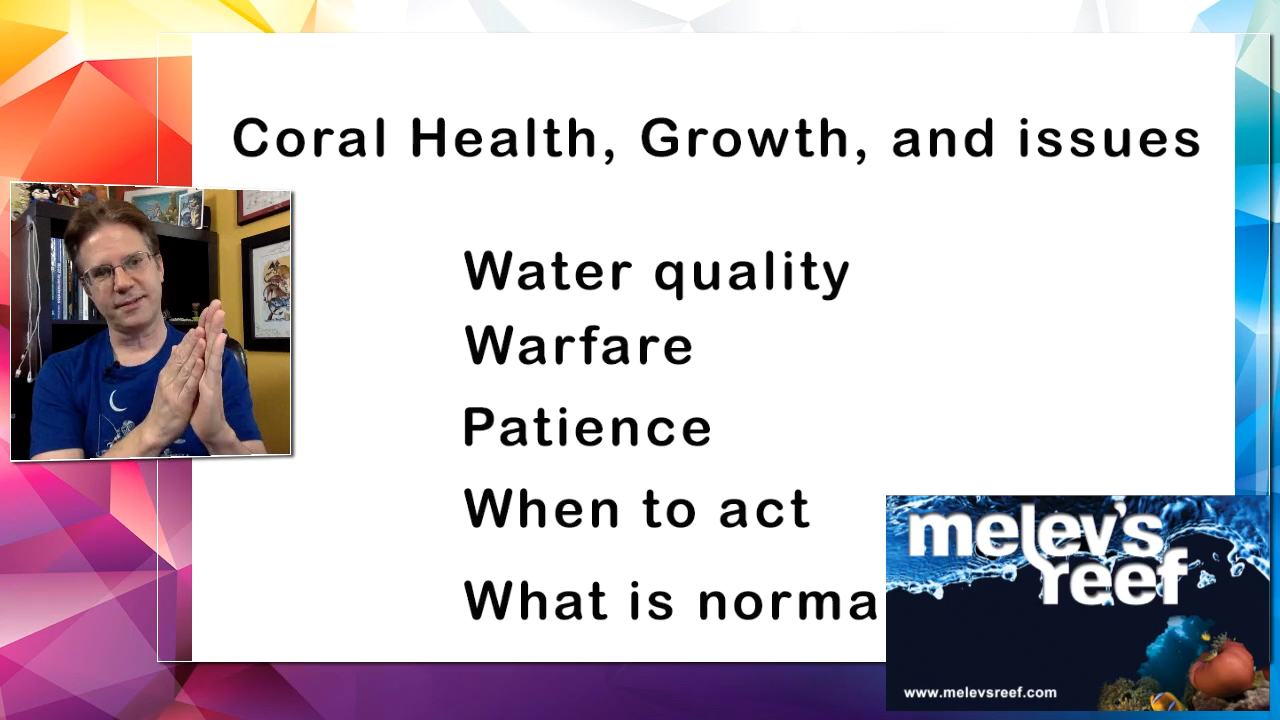 Coral Health, Growth, and issues
Water quality
Warfare
Patience
When to act
What is norma
melev's
reef
www.melevsreef.com